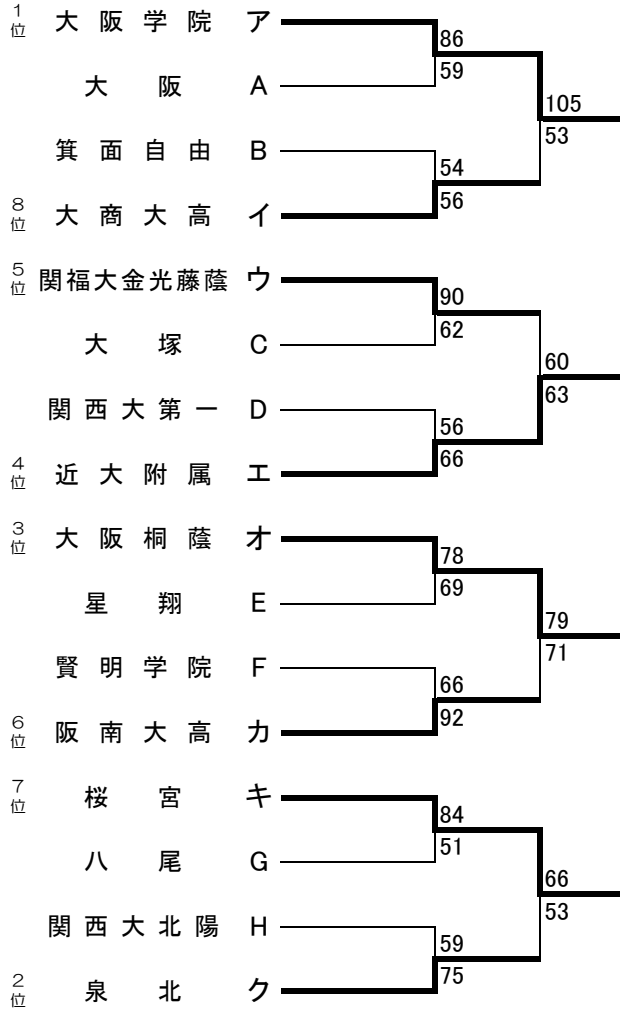 1位 大阪学院 ア
86
59
大阪 A
105
53
箕面自由 B
54
56
8位 大商大高 イ
5位 関福大金光藤蔭 ウ
90
62
大塚 C
60
63
関西大第一 D
56
66
4位 近大附属 エ
3位 大阪桐蔭 オ
78
69
星翔 E
79
71
賢明学院 F
66
92
6位 阪南大高 カ
7位 桜宮 キ
84
51
八尾 G
66
53
関西大北陽 H
59
75
2位 泉北 ク